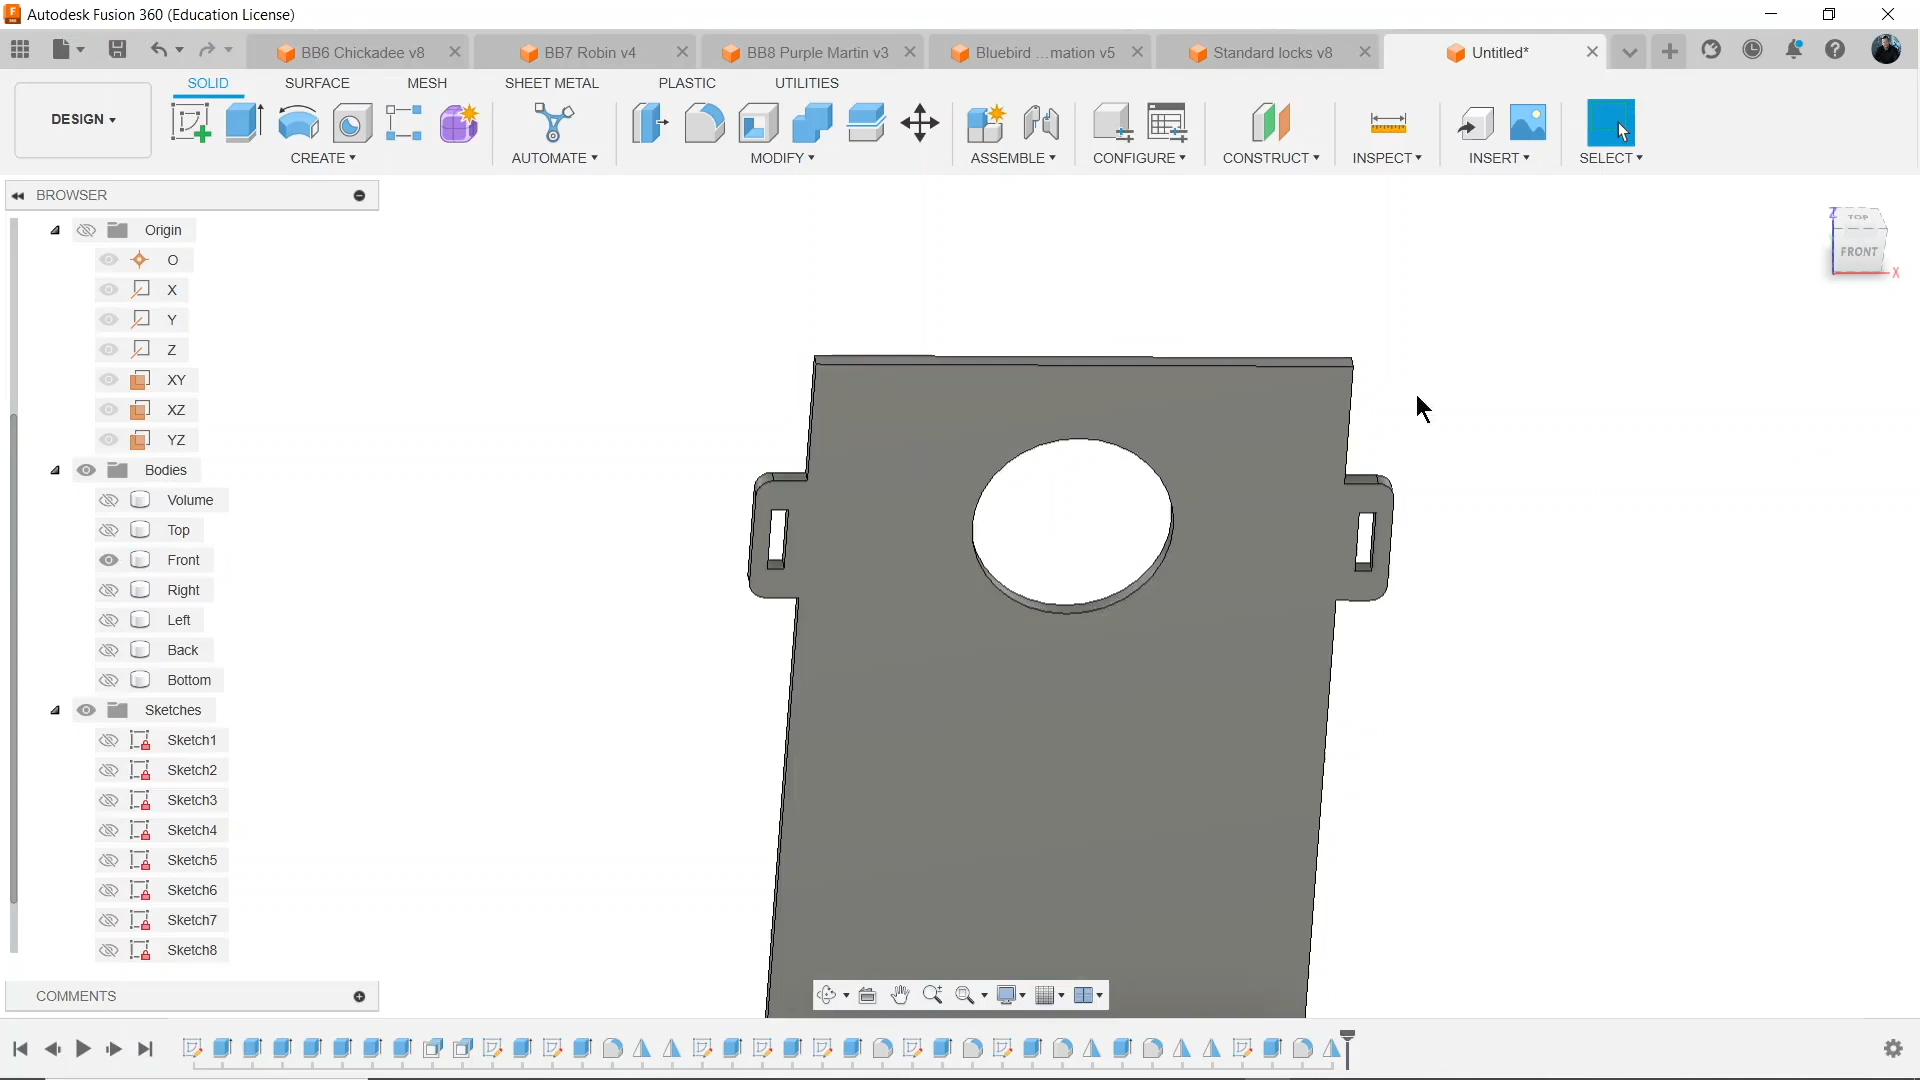 Autodesk Fusion 360 (Education License)
BB6 Chickadee v8
BB7 Robin v4
BB8 Purple Martin v3
Bluebird ...mation v5
Standard locks v8
Untitled*
SOLID
SURFACE
MESH
SHEET METAL
PLASTIC
UTILITIES
DESIGN
CREATE
AUTOMATE
MODIFY
ASSEMBLE
CONFIGURE
CONSTRUCT
INSPECT
INSERT
SELECT
BROWSER
Origin
O
X
Y
Z
XY
XZ
YZ
Bodies
Volume
Top
Front
Right
Left
Back
Bottom
Sketches
Sketch1
Sketch2
Sketch3
Sketch4
Sketch5
Sketch6
Sketch7
Sketch8
COMMENTS
Z
TOP
FRONT
X